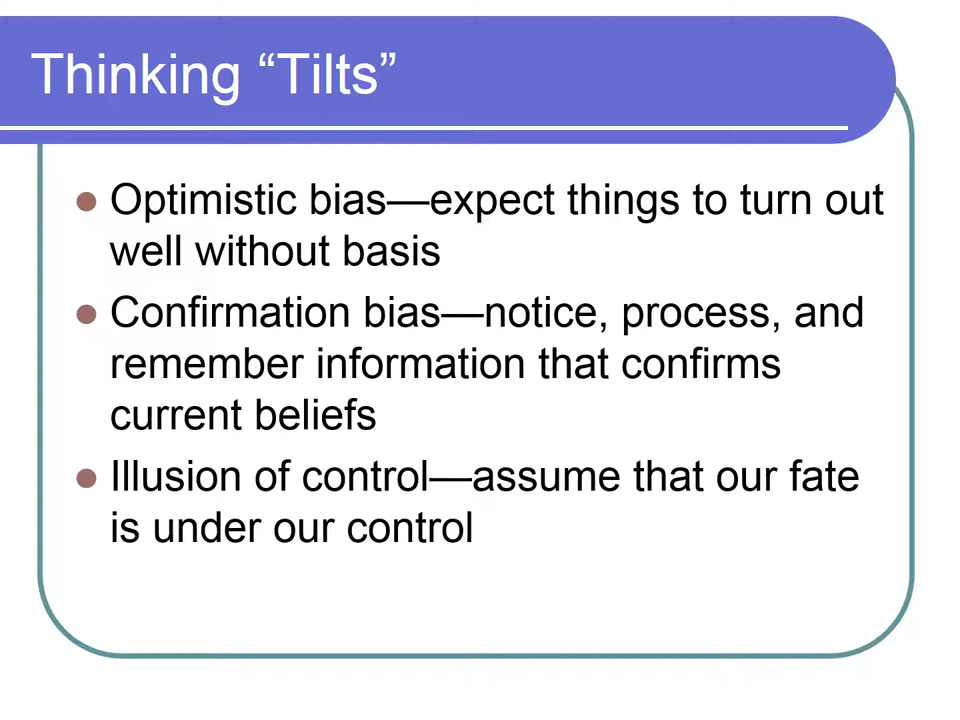 Thinking “Tilts”
Optimistic bias—expect things to turn out
well without basis
Confirmation bias—notice, process, and
remember information that confirms
current beliefs
Illusion of control—assume that our fate
is under our control